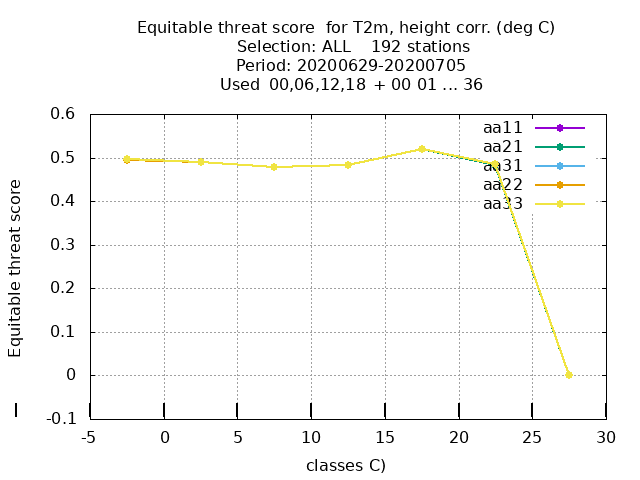 Equitable threat score  for T2m, height corr. (deg C)
Selection: ALL    192 stations
Period: 20200629-20200705
Used  00,06,12,18  + 00 01 ... 36
0.6
0.5
0.4
0.3
0.2
0.1
0
-0.1
Equitable threat score
aa11
aa21
aa31
aa22
aa33
-5 0 5 10 15 20 25 30
classes C)